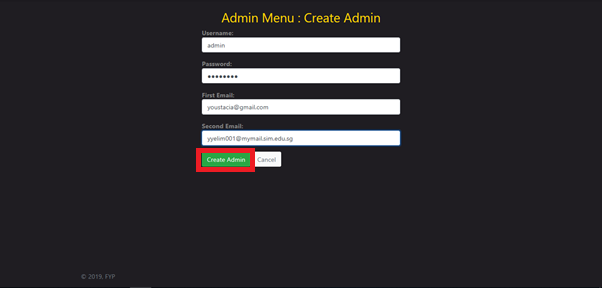 Admin Menu : Create Admin
Username:
admin
Password:
●●●●●●●●
First Email:
youstacia@gmail.com
Second Email:
yyelim001@mymail.sim.edu.sg
Create Admin Cancel
© 2019. FYP